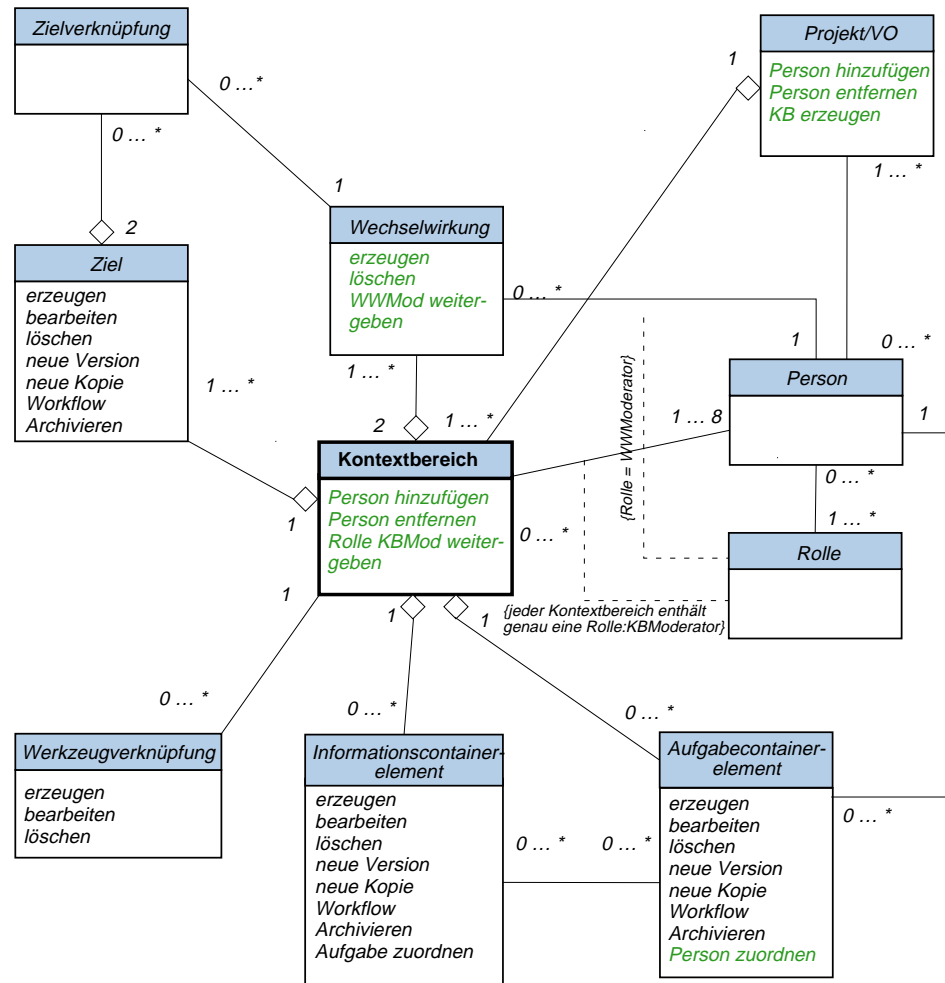 Zielverknüpfung
0 ... *
0 ... *
2
Projekt/VO
Person hinzufügen
Person entfernen
KB erzeugen
1
1 ... *
1
Wechselwirkung
erzeugen
löschen
WWMod weiter-
geben
0 ... *
1 ... *
2
Ziel
erzeugen
bearbeiten
löschen
neue Version
neue Kopie
Workflow
Archivieren
1 ... *
1
1
0 ... *
Person
1
1 ... 8
0 ... *
1 ... *
{Rolle = WWModerator}
Rolle
1 ... *
Kontextbereich
Person hinzufügen
Person entfernen
Rolle KBMod weiter-
geben
0 ... *
{jeder Kontextbereich enthält
genau eine Rolle:KBModerator}
1
1
1
0 ... *
0 ... *
0 ... *
Werkzeugverknüpfung
erzeugen
bearbeiten
löschen
Informationscontainer-
element
erzeugen
bearbeiten
löschen
neue Version
neue Kopie
Workflow
Archivieren
Aufgabe zuordnen
0 ... *
0 ... *
Aufgabecontainer-
element
erzeugen
bearbeiten
löschen
neue Version
neue Kopie
Workflow
Archivieren
Person zuordnen
0 ... *